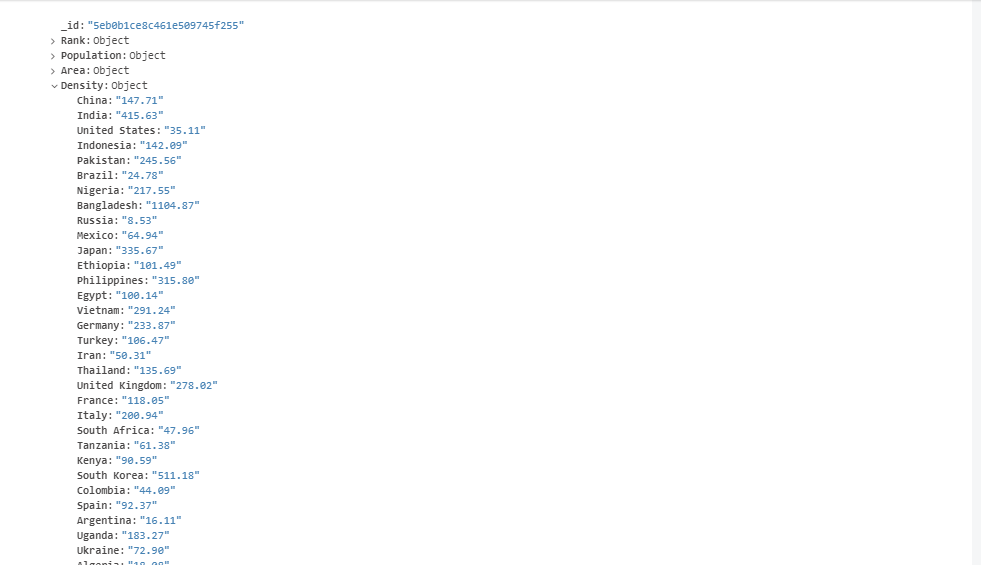 _id: "5eb0b1ce8c461e509745f255"
Rank: Object
Population: Object
Area: Object
Density: Object
China: "147.71"
India: "415.63"
United States: "35.11"
Indonesia: "142.09"
Pakistan: "245.56"
Brazil: "24.78"
Nigeria: "217.55"
Bangladesh: "1104.87"
Russia: "8.53"
Mexico: "64.94"
Japan: "335.67"
Ethiopia: "101.49"
Philippines: "315.80"
Egypt: "100.14"
Vietnam: "291.24"
Germany: "233.87"
Turkey: "106.47"
Iran: "50.31"
Thailand: "135.69"
United Kingdom: "278.02"
France: "118.05"
Italy: "200.94"
South Africa: "47.96"
Tanzania: "61.38"
Kenya: "90.59"
South Korea: "511.18"
Colombia: "44.09"
Spain: "92.37"
Argentina: "16.11"
Uganda: "183.27"
Ukraine: "72.90"